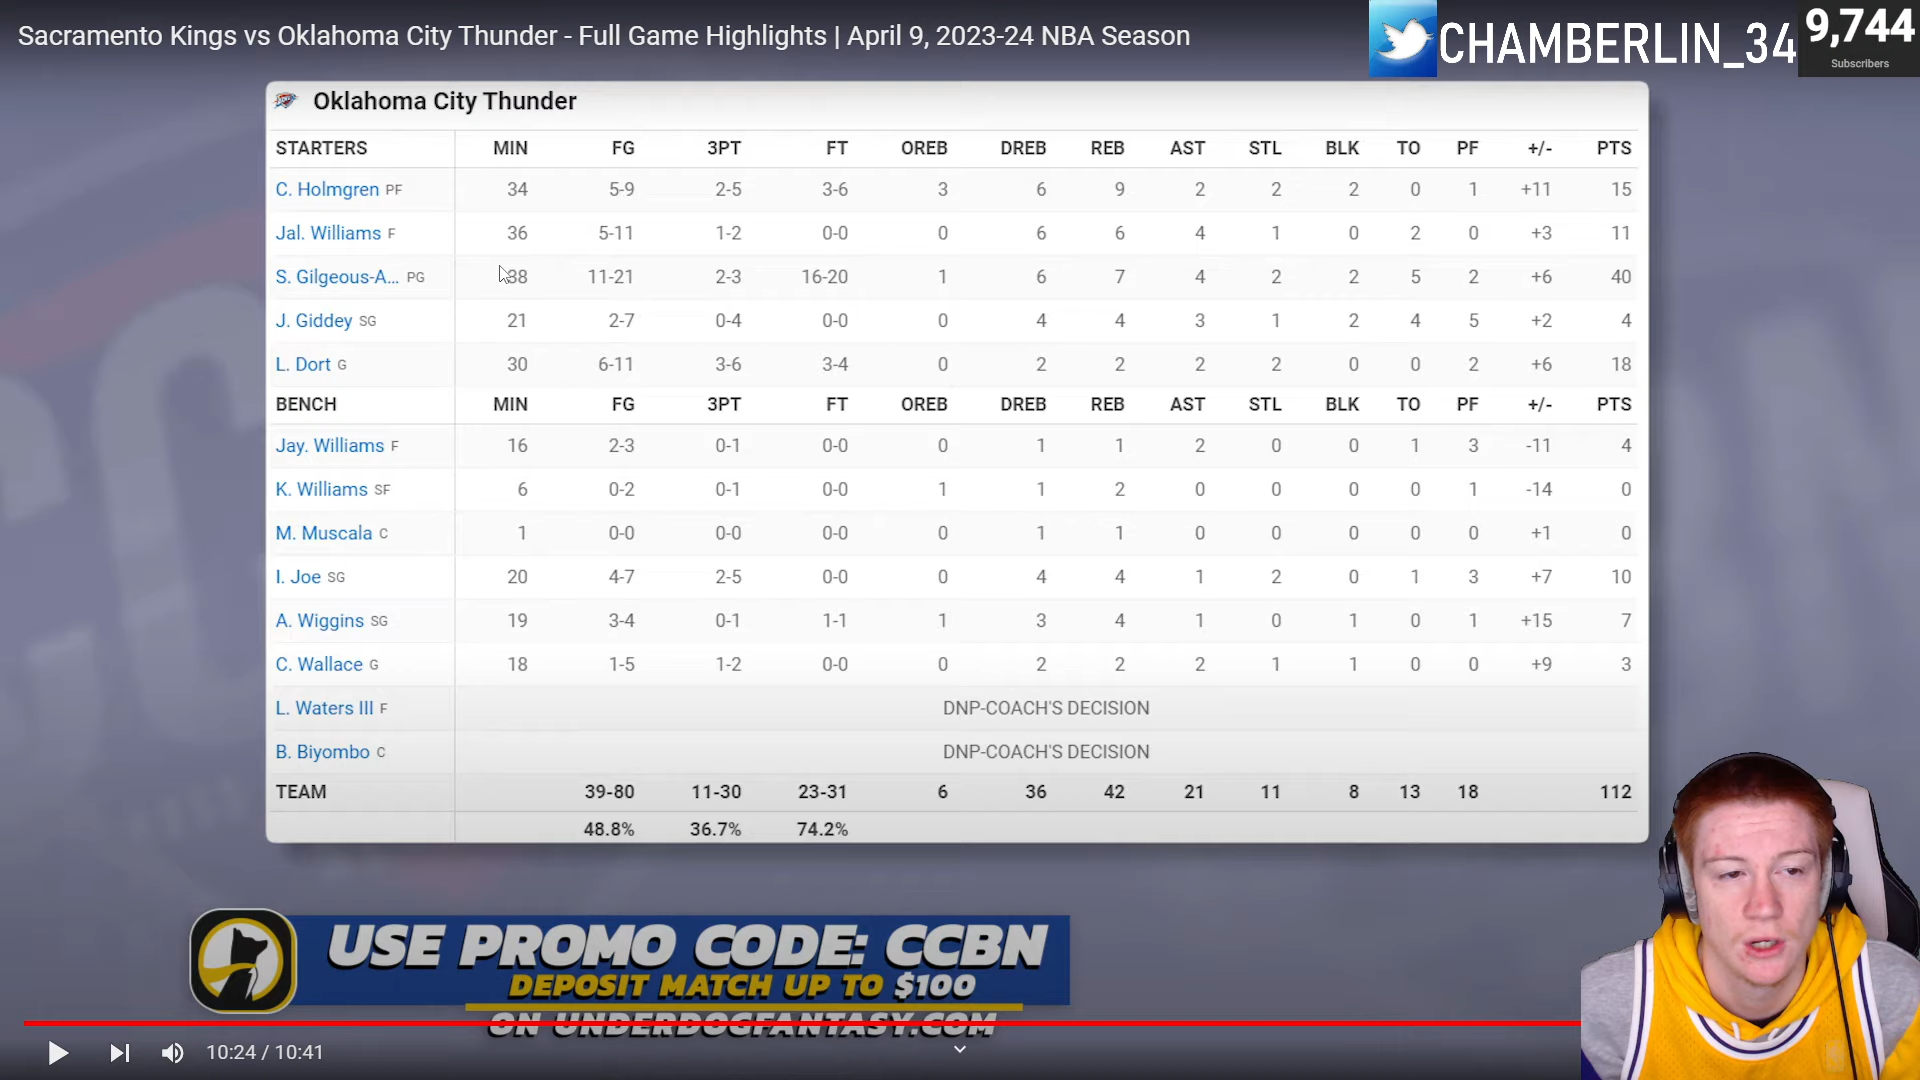 Sacramento Kings vs Oklahoma City Thunder - Full Game Highlights | April 9, 2023-24 NBA Season
CHAMBERLIN_34
9,744
Subscribers
Oklahoma City Thunder
STARTERS MIN FG 3PT FT OREB DREB REB AST STL BLK TO PF +/- PTS
C. Holmgren PF 34 5-9 2-5 3-6 3 6 9 2 2 2 0 1 +11 15
Jal. Williams F 36 5-11 1-2 0-0 0 6 6 4 1 0 2 0 +3 11
S. Gilgeous-A... PG 38 11-21 2-3 16-20 1 6 7 4 2 2 5 2 +6 40
J. Giddey SG 21 2-7 0-4 0-0 0 4 4 3 1 2 4 5 +2 4
L. Dort G 30 6-11 3-6 3-4 0 2 2 2 2 0 0 2 +6 18
BENCH MIN FG 3PT FT OREB DREB REB AST STL BLK TO PF +/- PTS
Jay. Williams F 16 2-3 0-1 0-0 0 1 1 2 0 0 1 3 -11 4
K. Williams SF 6 0-2 0-1 0-0 1 1 2 0 0 0 0 1 -14 0
M. Muscala C 1 0-0 0-0 0-0 0 1 1 0 0 0 0 0 +1 0
I. Joe SG 20 4-7 2-5 0-0 0 4 4 1 2 0 1 3 +7 10
A. Wiggins SG 19 3-4 0-1 1-1 1 3 4 1 0 1 0 1 +15 7
C. Wallace G 18 1-5 1-2 0-0 0 2 2 2 1 1 0 0 +9 3
L. Waters III F DNP-COACH'S DECISION
B. Biyombo C DNP-COACH'S DECISION
TEAM 39-80 11-30 23-31 6 36 42 21 11 8 13 18 112
48.8% 36.7% 74.2%
USE PROMO CODE: CCBN
DEPOSIT MATCH UP TO $100
ON UNDERDOGFANTASY.COM
10:24 / 10:41